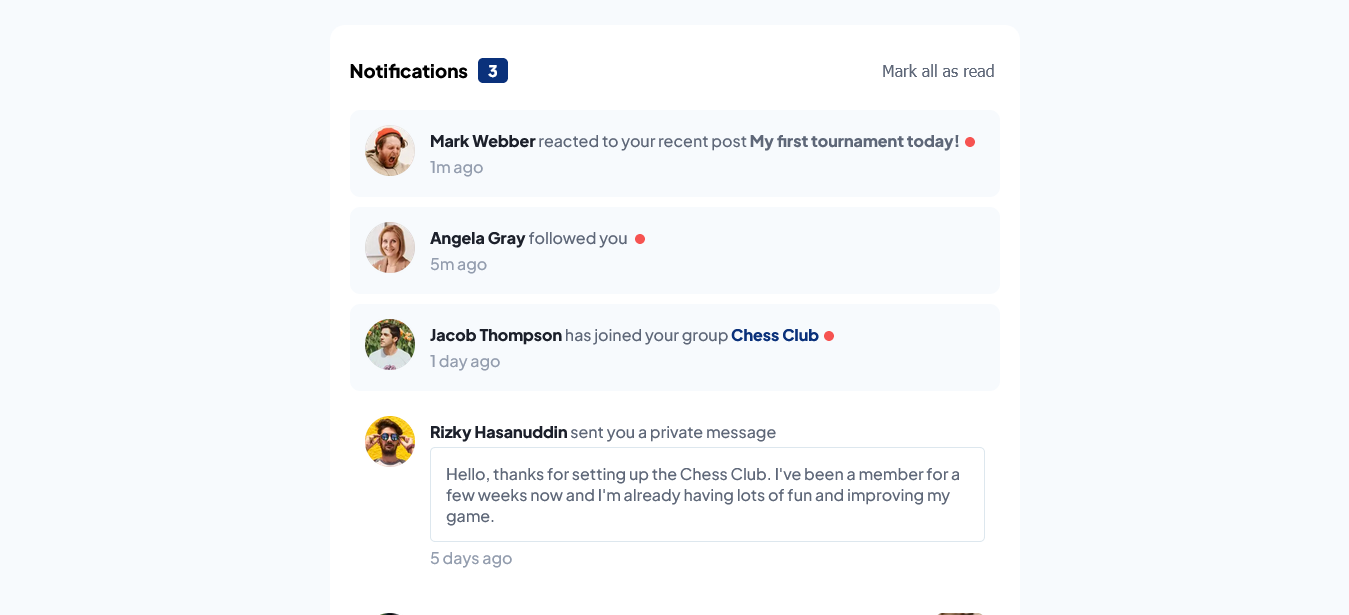 Notifications 3 Mark all as read
Mark Webber reacted to your recent post My first tournament today!
1m ago
Angela Gray followed you
5m ago
Jacob Thompson has joined your group Chess Club
1 day ago
Rizky Hasanuddin sent you a private message
Hello, thanks for setting up the Chess Club. I've been a member for a
few weeks now and I'm already having lots of fun and improving my
game.
5 days ago